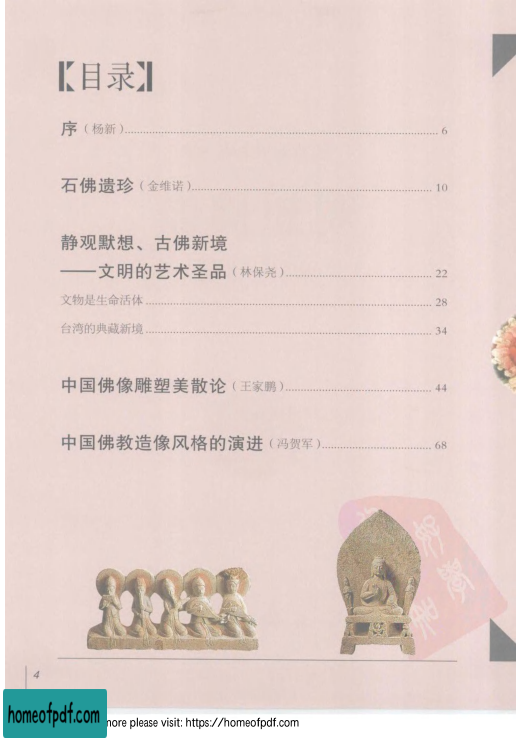 【目录】
序（杨新）........ 6
石佛遗珍（金维诺）........ 10
静观默想、古佛新境
——文明的艺术圣品（林保尧）........ 22
文物是生命活体........ 28
台湾的典藏新境........ 34
中国佛像雕塑美散论（王家鹏）........ 44
中国佛教造像风格的演进（冯贺军）........ 68
4
homeofpdf.com
more please visit: https://homeofpdf.com